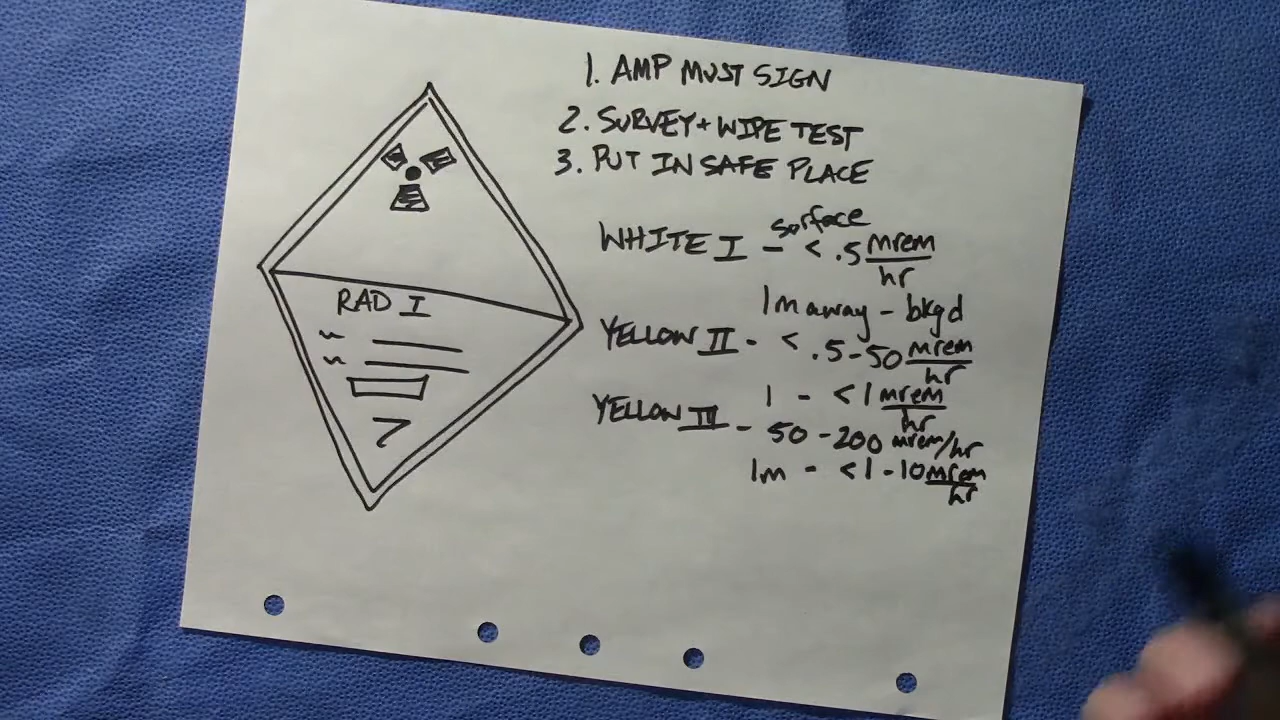 1. AMP MUST SIGN
2. SURVEY + WIPE TEST
3. PUT IN SAFE PLACE
WHITE I - surface < .5 mrem/hr
1m away - bkgd
YELLOW II - < .5 - 50 mrem/hr
1 - < 1 mrem/hr
YELLOW III - 50 - 200 mrem/hr
1m - < 1 - 10 mrem/hr
RAD I
7